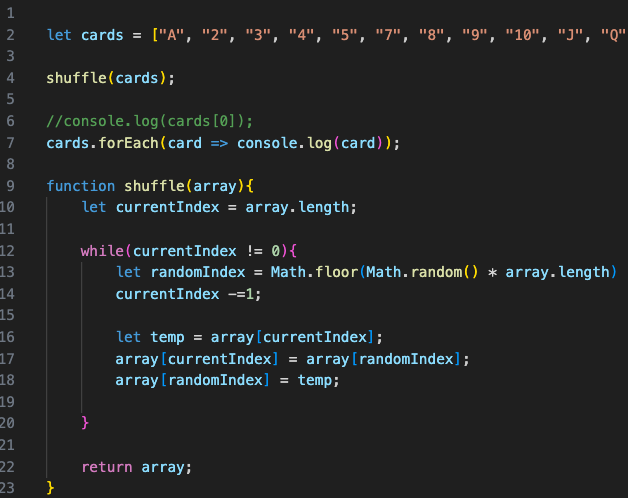 1
2 let cards = ["A", "2", "3", "4", "5", "7", "8", "9", "10", "J", "Q"
3
4 shuffle(cards);
5
6 //console.log(cards[0]);
7 cards.forEach(card => console.log(card));
8
9 function shuffle(array){
10 let currentIndex = array.length;
11
12 while(currentIndex != 0){
13 let randomIndex = Math.floor(Math.random() * array.length)
14 currentIndex -=1;
15
16 let temp = array[currentIndex];
17 array[currentIndex] = array[randomIndex];
18 array[randomIndex] = temp;
19
20 }
21
22 return array;
23 }